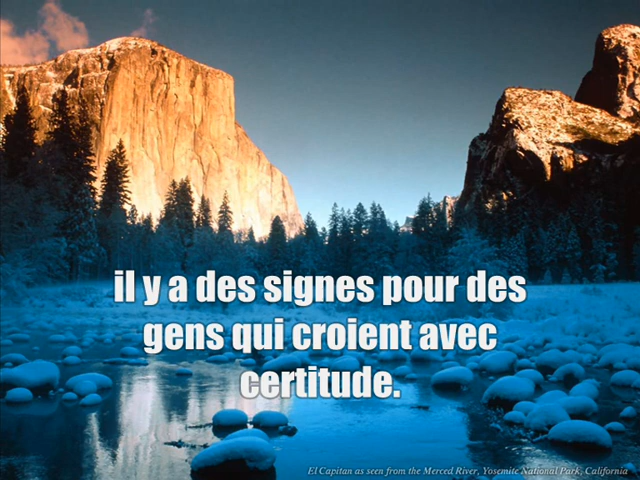 il y a des signes pour des
gens qui croient avec
certitude.
El Capitan as seen from the Merced River, Yosemite National Park, California